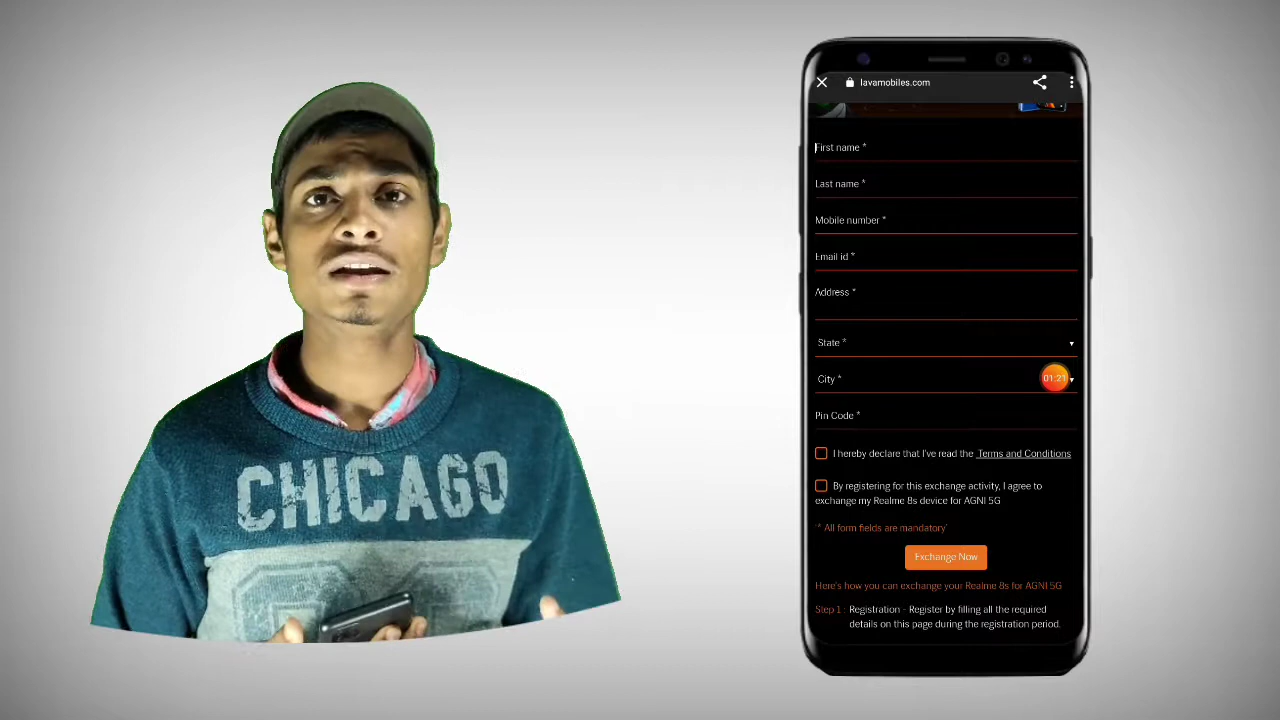 CHICAGO
lavamobiles.com
First name *
Last name *
Mobile number *
Email id *
Address *
State *
City *
01:21
Pin Code *
I hereby declare that I've read the Terms and Conditions
By registering for this exchange activity, I agree to
exchange my Realme 8s device for AGNI 5G
'* All form fields are mandatory'
Exchange Now
Here's how you can exchange your Realme 8s for AGNI 5G
Step 1 : Registration - Register by filling all the required
details on this page during the registration period.